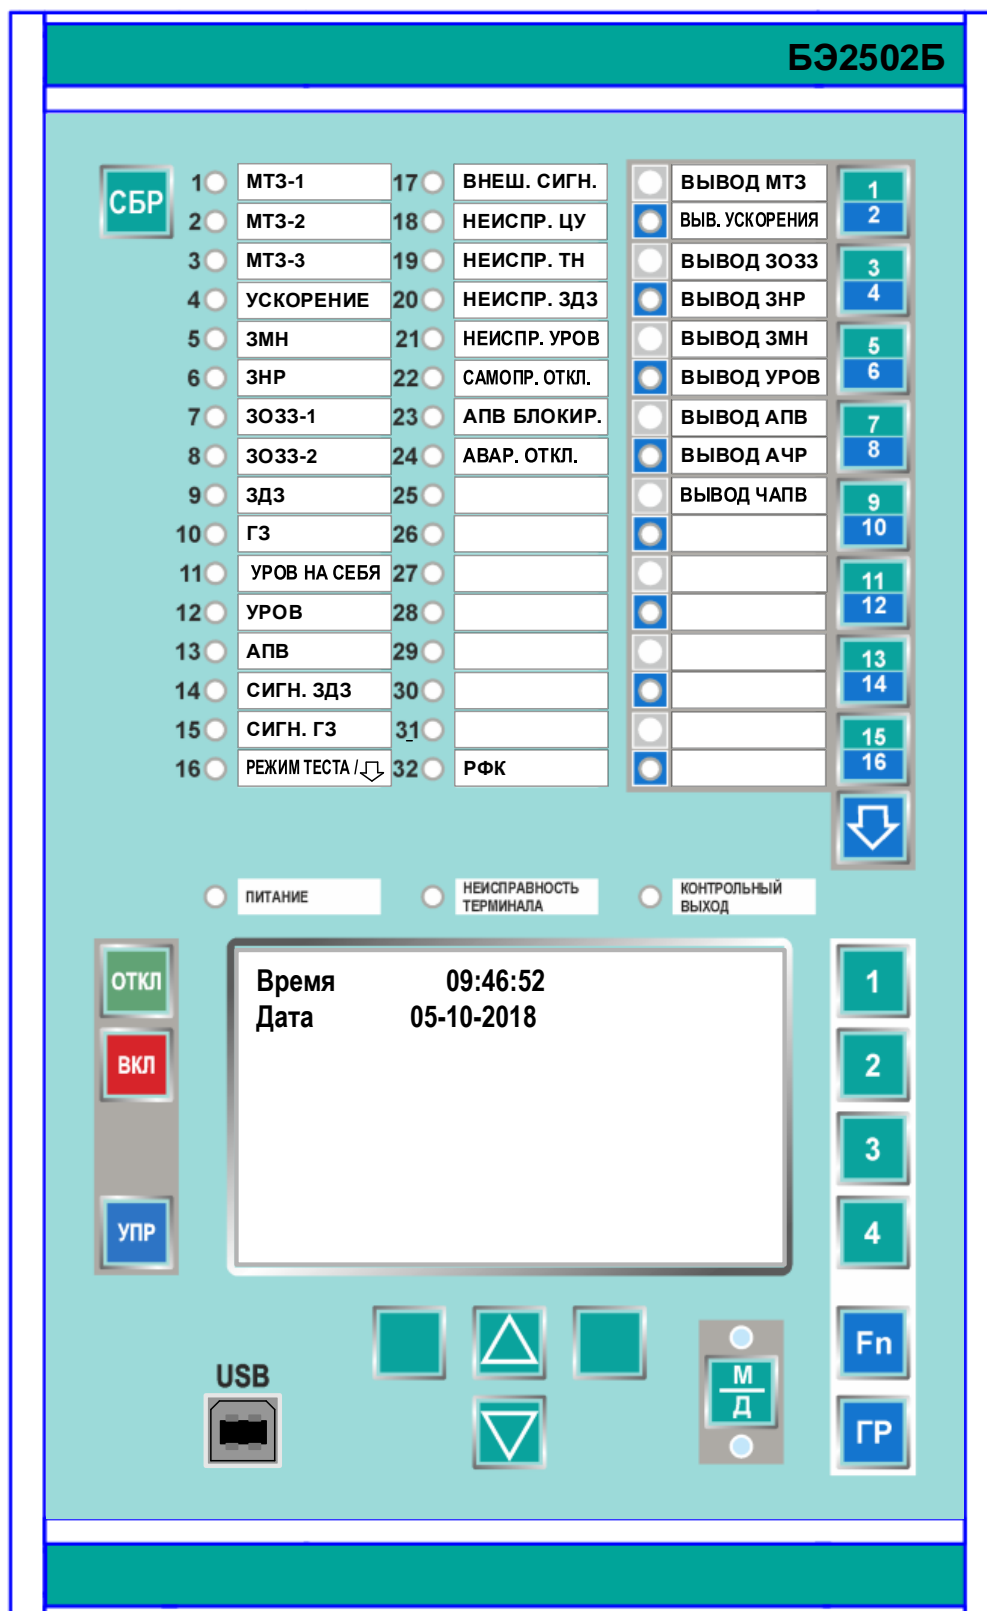 БЭ2502Б
СБР
1 МТЗ-1 17 ВНЕШ. СИГН. ВЫВОД МТЗ 1
2 МТЗ-2 18 НЕИСПР. ЦУ ВЫВ. УСКОРЕНИЯ 2
3 МТЗ-3 19 НЕИСПР. ТН ВЫВОД ЗОЗЗ 3
4 УСКОРЕНИЕ 20 НЕИСПР. ЗДЗ ВЫВОД ЗНР 4
5 ЗМН 21 НЕИСПР. УРОВ ВЫВОД ЗМН 5
6 ЗНР 22 САМОПР. ОТКЛ. ВЫВОД УРОВ 6
7 ЗОЗЗ-1 23 АПВ БЛОКИР. ВЫВОД АПВ 7
8 ЗОЗЗ-2 24 АВАР. ОТКЛ. ВЫВОД АЧР 8
9 ЗДЗ 25 ВЫВОД ЧАПВ 9
10 ГЗ 26 10
11 УРОВ НА СЕБЯ 27 11
12 УРОВ 28 12
13 АПВ 29 13
14 СИГН. ЗДЗ 30 14
15 СИГН. ГЗ 31 15
16 РЕЖИМ ТЕСТА / 32 РФК 16
ПИТАНИЕ
НЕИСПРАВНОСТЬ
ТЕРМИНАЛА
КОНТРОЛЬНЫЙ
ВЫХОД
ОТКЛ
ВКЛ
УПР
Время 09:46:52
Дата 05-10-2018
1
2
3
4
Fn
ГР
USB
М
Д